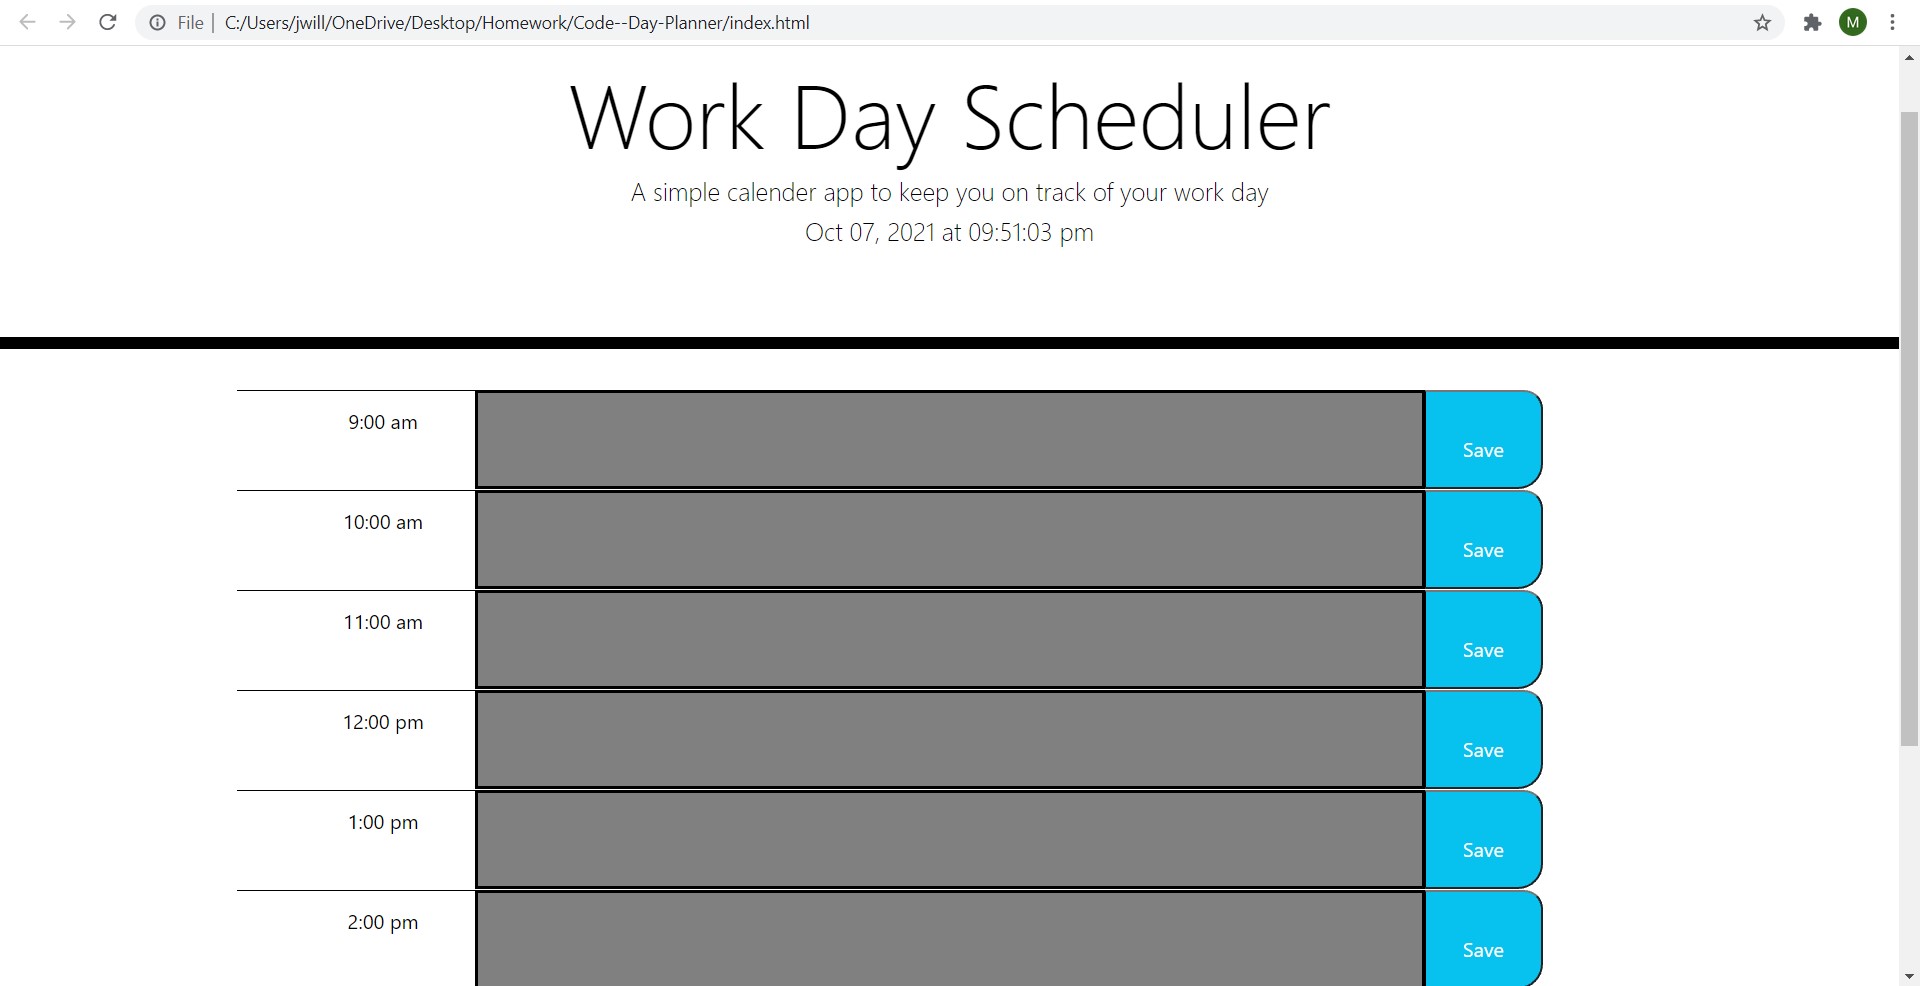 File | C:/Users/jwill/OneDrive/Desktop/Homework/Code--Day-Planner/index.html
M
Work Day Scheduler
A simple calender app to keep you on track of your work day
Oct 07, 2021 at 09:51:03 pm
9:00 am
Save
10:00 am
Save
11:00 am
Save
12:00 pm
Save
1:00 pm
Save
2:00 pm
Save